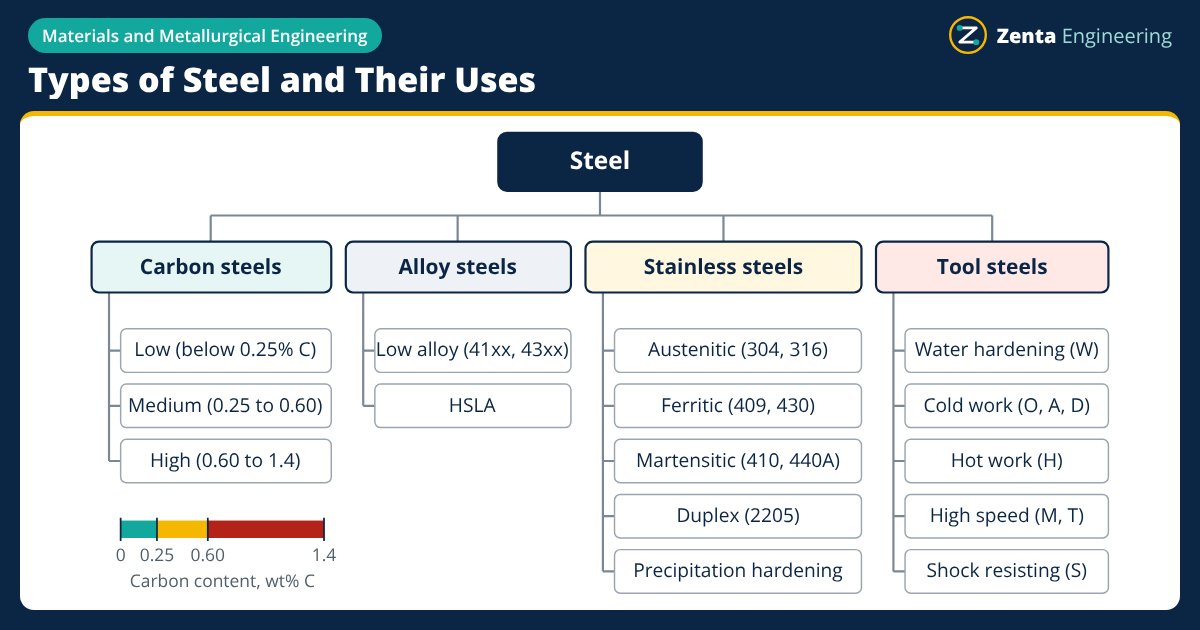 Materials and Metallurgical Engineering
Zenta Engineering
Types of Steel and Their Uses
Steel
Carbon steels
Low (below 0.25% C)
Medium (0.25 to 0.60)
High (0.60 to 1.4)
0 0.25 0.60 1.4
Carbon content, wt% C
Alloy steels
Low alloy (41xx, 43xx)
HSLA
Stainless steels
Austenitic (304, 316)
Ferritic (409, 430)
Martensitic (410, 440A)
Duplex (2205)
Precipitation hardening
Tool steels
Water hardening (W)
Cold work (O, A, D)
Hot work (H)
High speed (M, T)
Shock resisting (S)